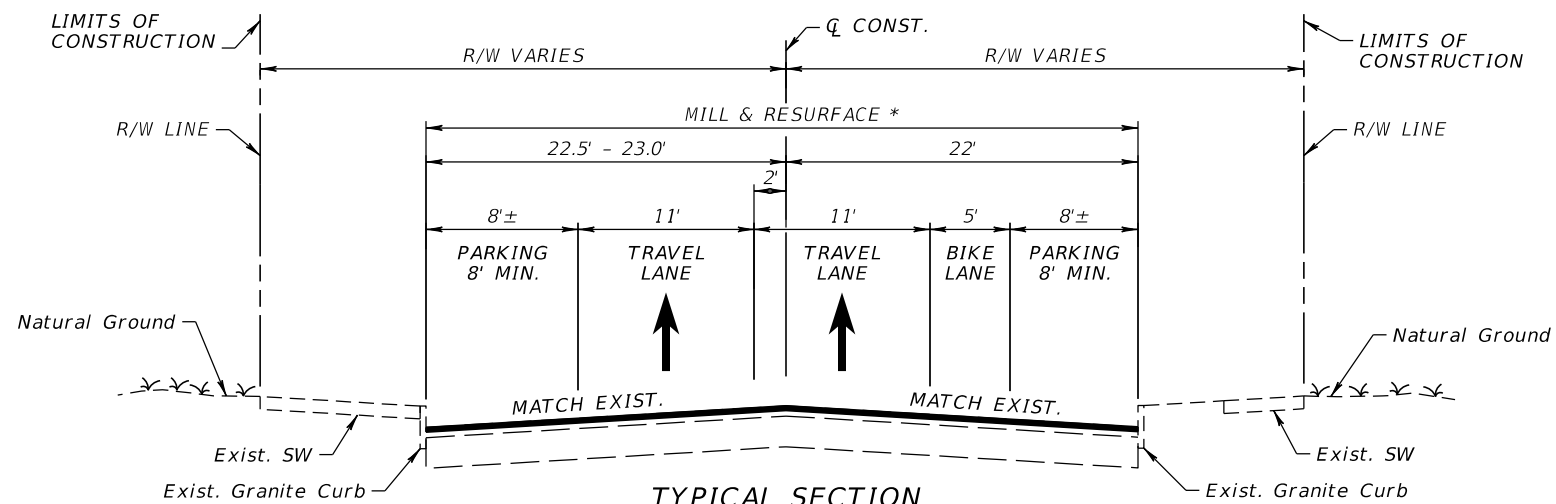 LIMITS OF
CONSTRUCTION
℄ CONST.
LIMITS OF
CONSTRUCTION
R/W VARIES
R/W VARIES
R/W LINE
MILL & RESURFACE *
R/W LINE
22.5' – 23.0'
22'
2'
8'±
11'
11'
5'
8'±
PARKING
8' MIN.
TRAVEL
LANE
TRAVEL
LANE
BIKE
LANE
PARKING
8' MIN.
Natural Ground
Natural Ground
MATCH EXIST.
MATCH EXIST.
Exist. SW
Exist. SW
Exist. Granite Curb
Exist. Granite Curb
TYPICAL SECTION